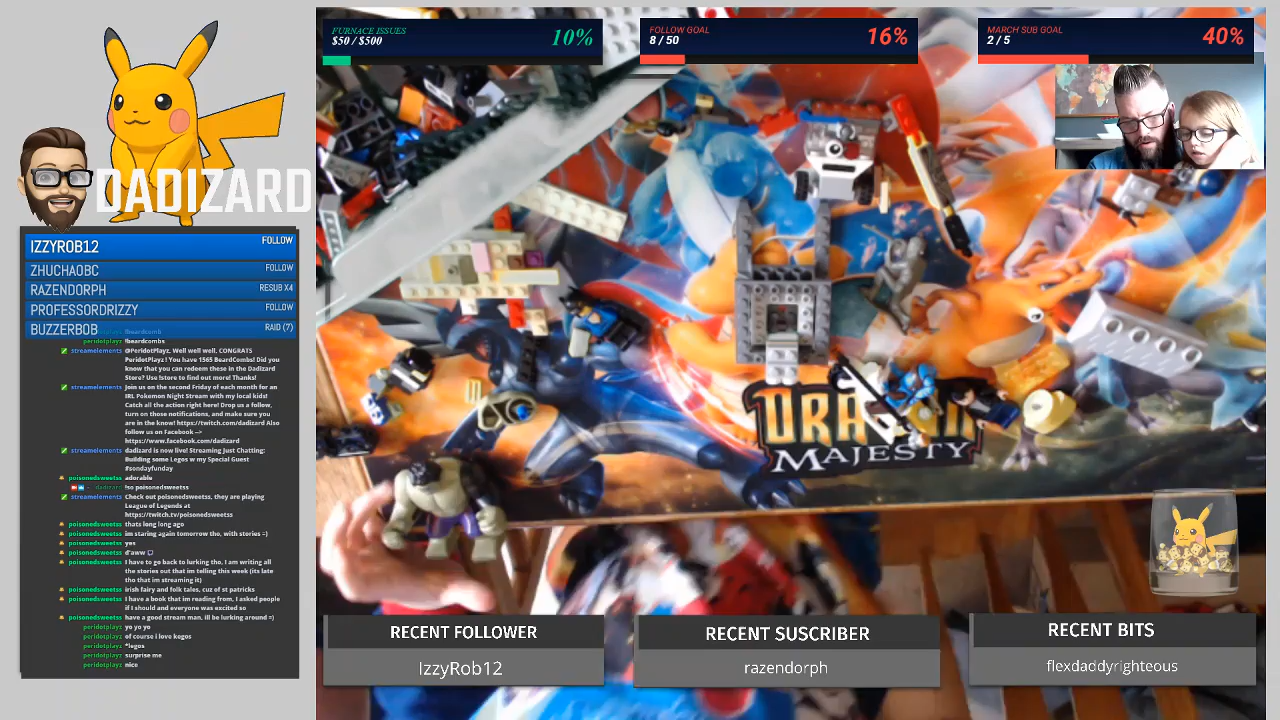 FURNACE ISSUES
$50 / $500
10%
FOLLOW GOAL
8 / 50
16%
MARCH SUB GOAL
2 / 5
40%
DADIZARD
IZZYROB12 FOLLOW
ZHUCHAOBC FOLLOW
RAZENDORPH RESUB X4
PROFESSORDRIZZY FOLLOW
BUZZERBOB RAID (7)
!beardcomb
peridotplayz !beardcombs
streamelements @PeridotPlayz, Well well well, CONGRATS
PeridotPlayz ! You have 1565 BeardCombs! Did you
know that you can redeem these in the Dadizard
Store? Use !store to find out more! Thanks!
streamelements Join us on the second Friday of each month for an
IRL Pokemon Night Stream with my local kids!
Catch all the action right here! Drop us a follow,
turn on those notifications, and make sure you
are in the know! https://twitch.tv/dadizard Also
follow us on Facebook -->
https://www.facebook.com/dadizard
streamelements dadizard is now live! Streaming Just Chatting:
Building some Legos w my Special Guest
#sondayfunday
poisonedsweetss adorable
dadizard !so poisonedsweetss
streamelements Check out poisonedsweetss, they are playing
League of Legends at
https://twitch.tv/poisonedsweetss
poisonedsweetss thats long long ago
poisonedsweetss im staring again tomorrow tho, with stories =)
poisonedsweetss yes
poisonedsweetss d'aww
poisonedsweetss I have to go back to lurking tho, I am writing all
the stories out that im telling this week (its late
tho that im streaming it)
poisonedsweetss irish fairy and folk tales, cuz of st patricks
poisonedsweetss I have a book that im reading from, I asked people
if I should and everyone was excited so
poisonedsweetss have a good stream man, ill be lurking around =)
peridotplayz yo yo yo
peridotplayz of course i love kegos
peridotplayz *legos
peridotplayz surprise me
peridotplayz nice
MAJESTY
RECENT FOLLOWER
IzzyRob12
RECENT SUSCRIBER
razendorph
RECENT BITS
flexdaddyrighteous